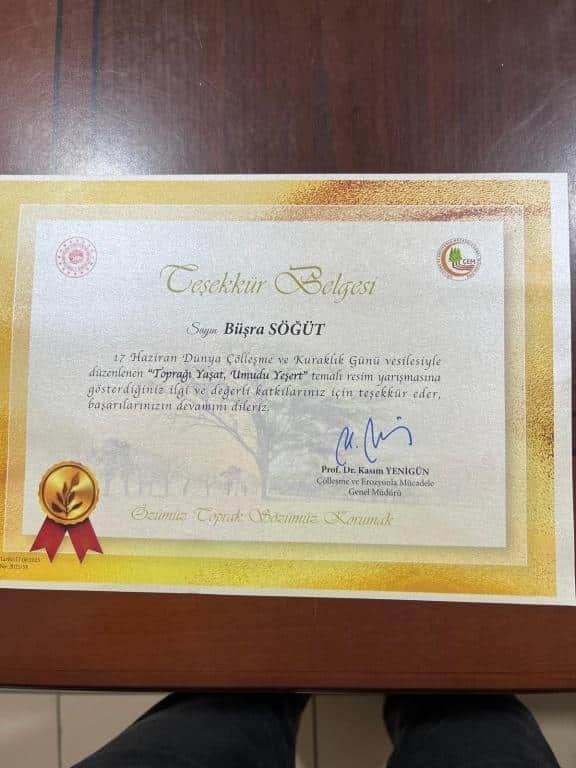 Teşekkür Belgesi
Sayın Büşra SÖĞÜT
17 Haziran Dünya Çölleşme ve Kuraklık Günü vesilesiyle
düzenlenen "Toprağı Yaşat, Umudu Yeşert" temalı resim yarışmasına
gösterdiğiniz ilgi ve değerli katkılarınız için teşekkür eder,
başarılarınızın devamını dileriz.
Prof. Dr. Kasım YENİGÜN
Çölleşme ve Erozyonla Mücadele
Genel Müdürü
Özümüz Toprak Sözümüz Korumak
ÇEM